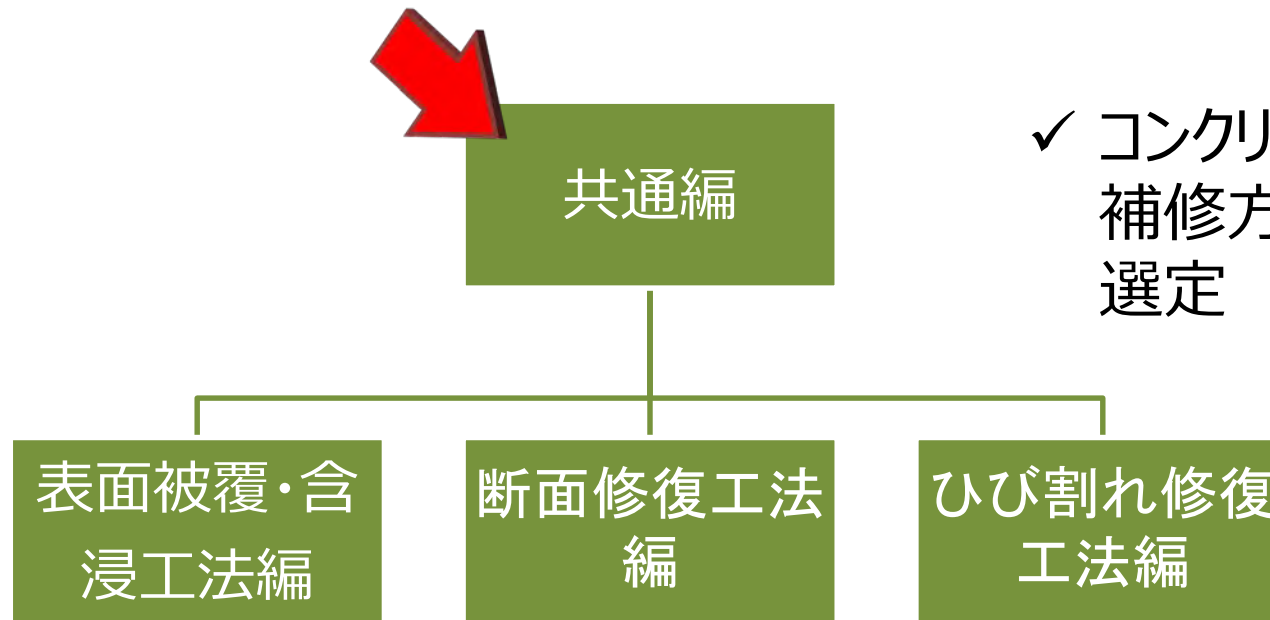 共通編
✓ コンクリ
補修方
選定
表面被覆・含
浸工法編
断面修復工法
編
ひび割れ修復
工法編